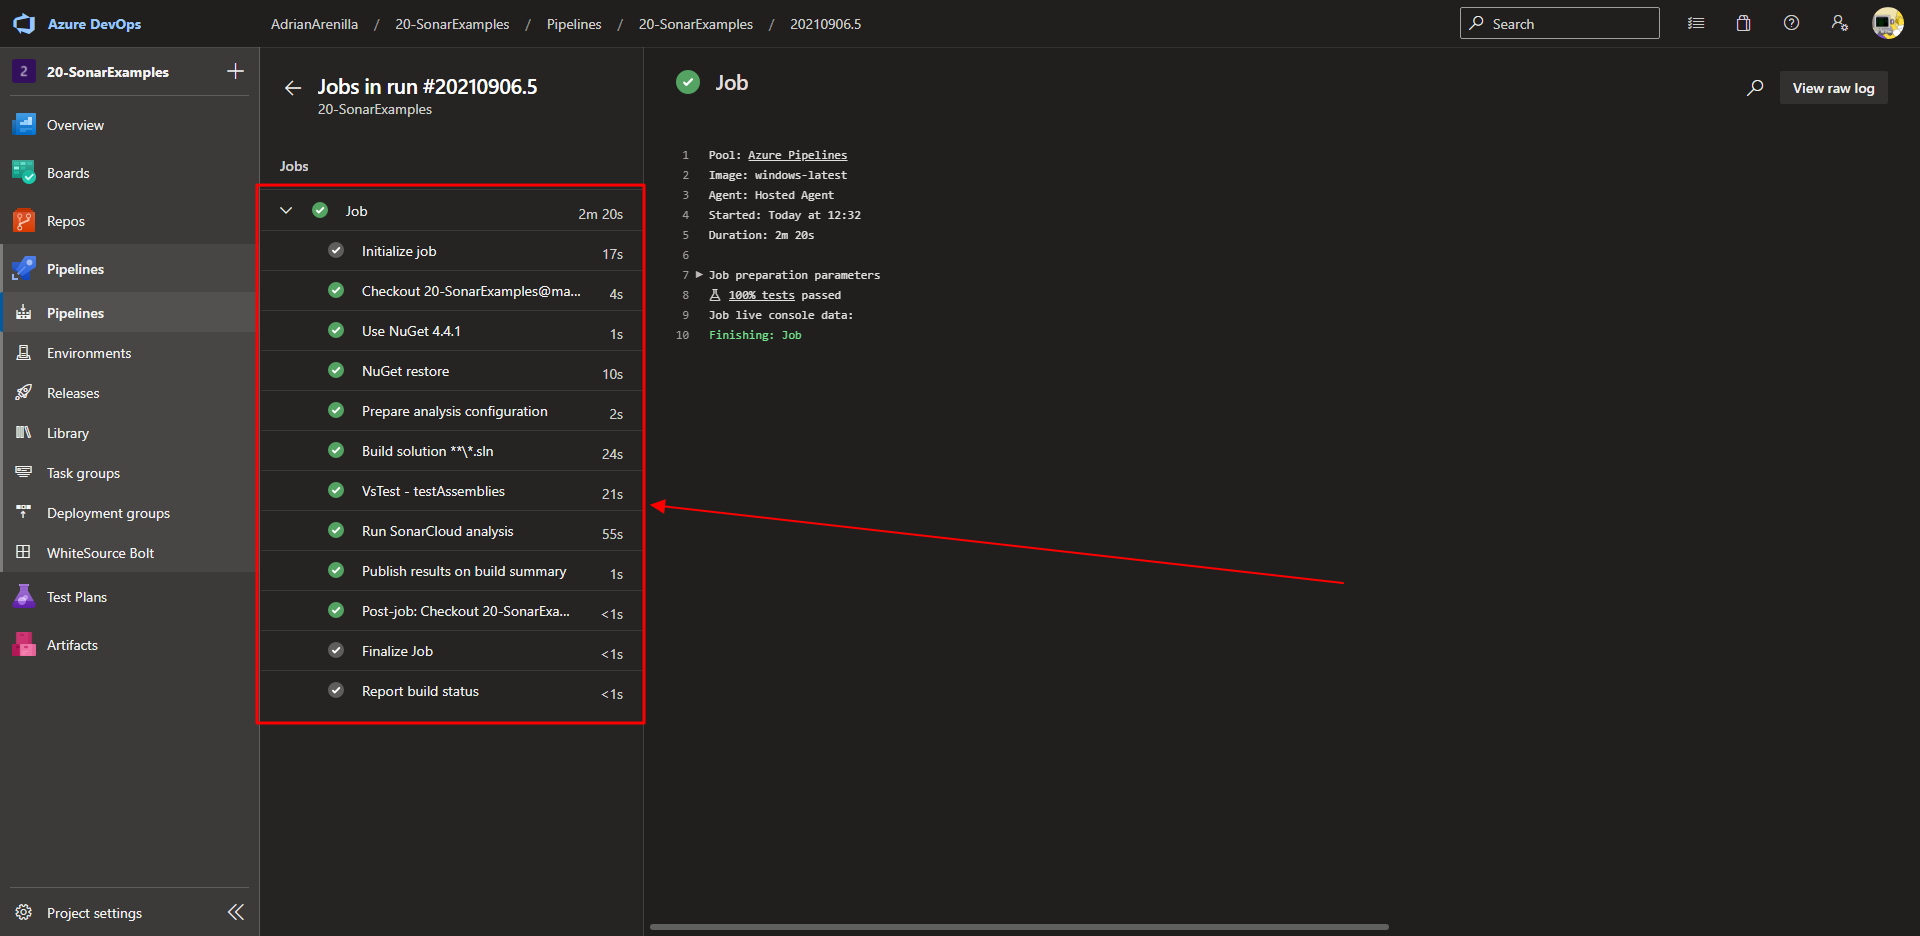 Azure DevOps
AdrianArenilla / 20-SonarExamples / Pipelines / 20-SonarExamples / 20210906.5
Search
2 20-SonarExamples
Overview
Boards
Repos
Pipelines
Pipelines
Environments
Releases
Library
Task groups
Deployment groups
WhiteSource Bolt
Test Plans
Artifacts
Project settings
Jobs in run #20210906.5
20-SonarExamples
Jobs
Job 2m 20s
Initialize job 17s
Checkout 20-SonarExamples@ma... 4s
Use NuGet 4.4.1 1s
NuGet restore 10s
Prepare analysis configuration 2s
Build solution **\*.sln 24s
VsTest - testAssemblies 21s
Run SonarCloud analysis 55s
Publish results on build summary 1s
Post-job: Checkout 20-SonarExa... <1s
Finalize Job <1s
Report build status <1s
Job
View raw log
1 Pool: Azure Pipelines
2 Image: windows-latest
3 Agent: Hosted Agent
4 Started: Today at 12:32
5 Duration: 2m 20s
6
7 Job preparation parameters
8 100% tests passed
9 Job live console data:
10 Finishing: Job